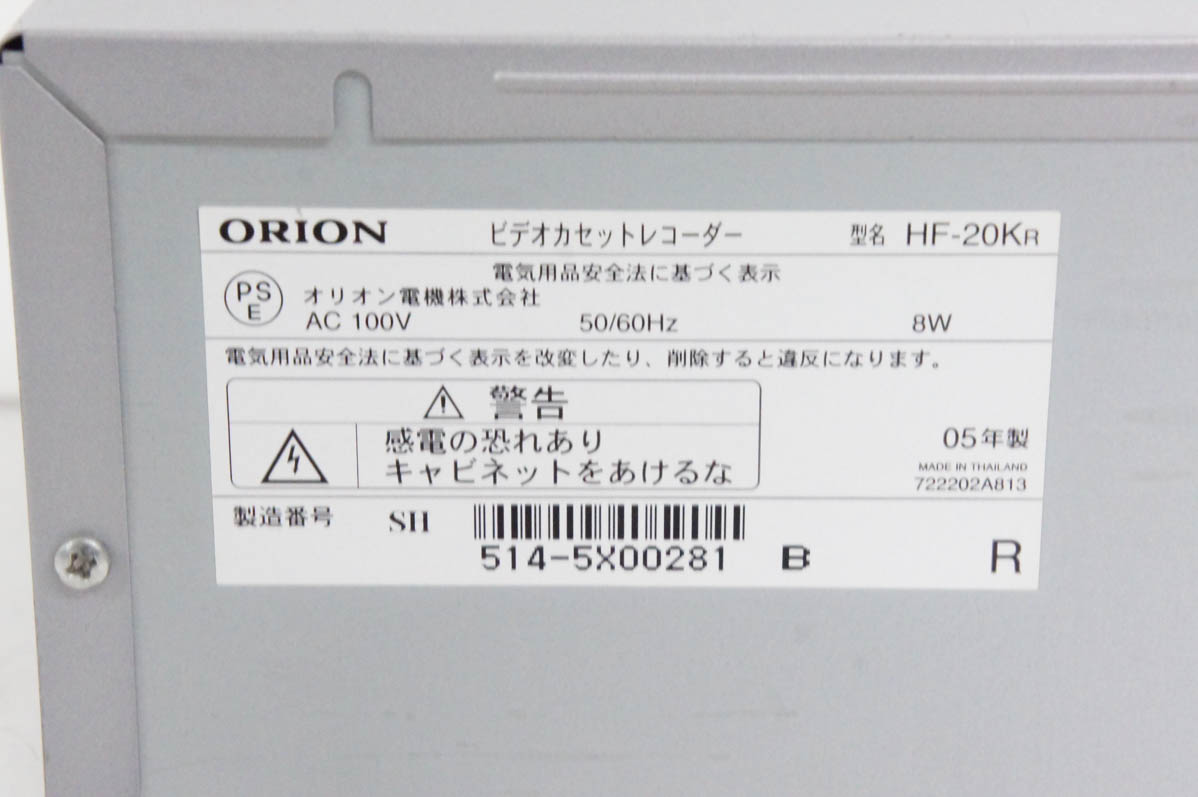 ORION ビデオカセットレコーダー 型名 HF-20KR
電気用品安全法に基づく表示
PS E オリオン電機株式会社
AC 100V 50/60Hz 8W
電気用品安全法に基づく表示を改変したり、削除すると違反になります。
警告
感電の恐れあり
キャビネットをあけるな
05年製
MADE IN THAILAND
722202A813
製造番号 SH
514-5X00281 B R